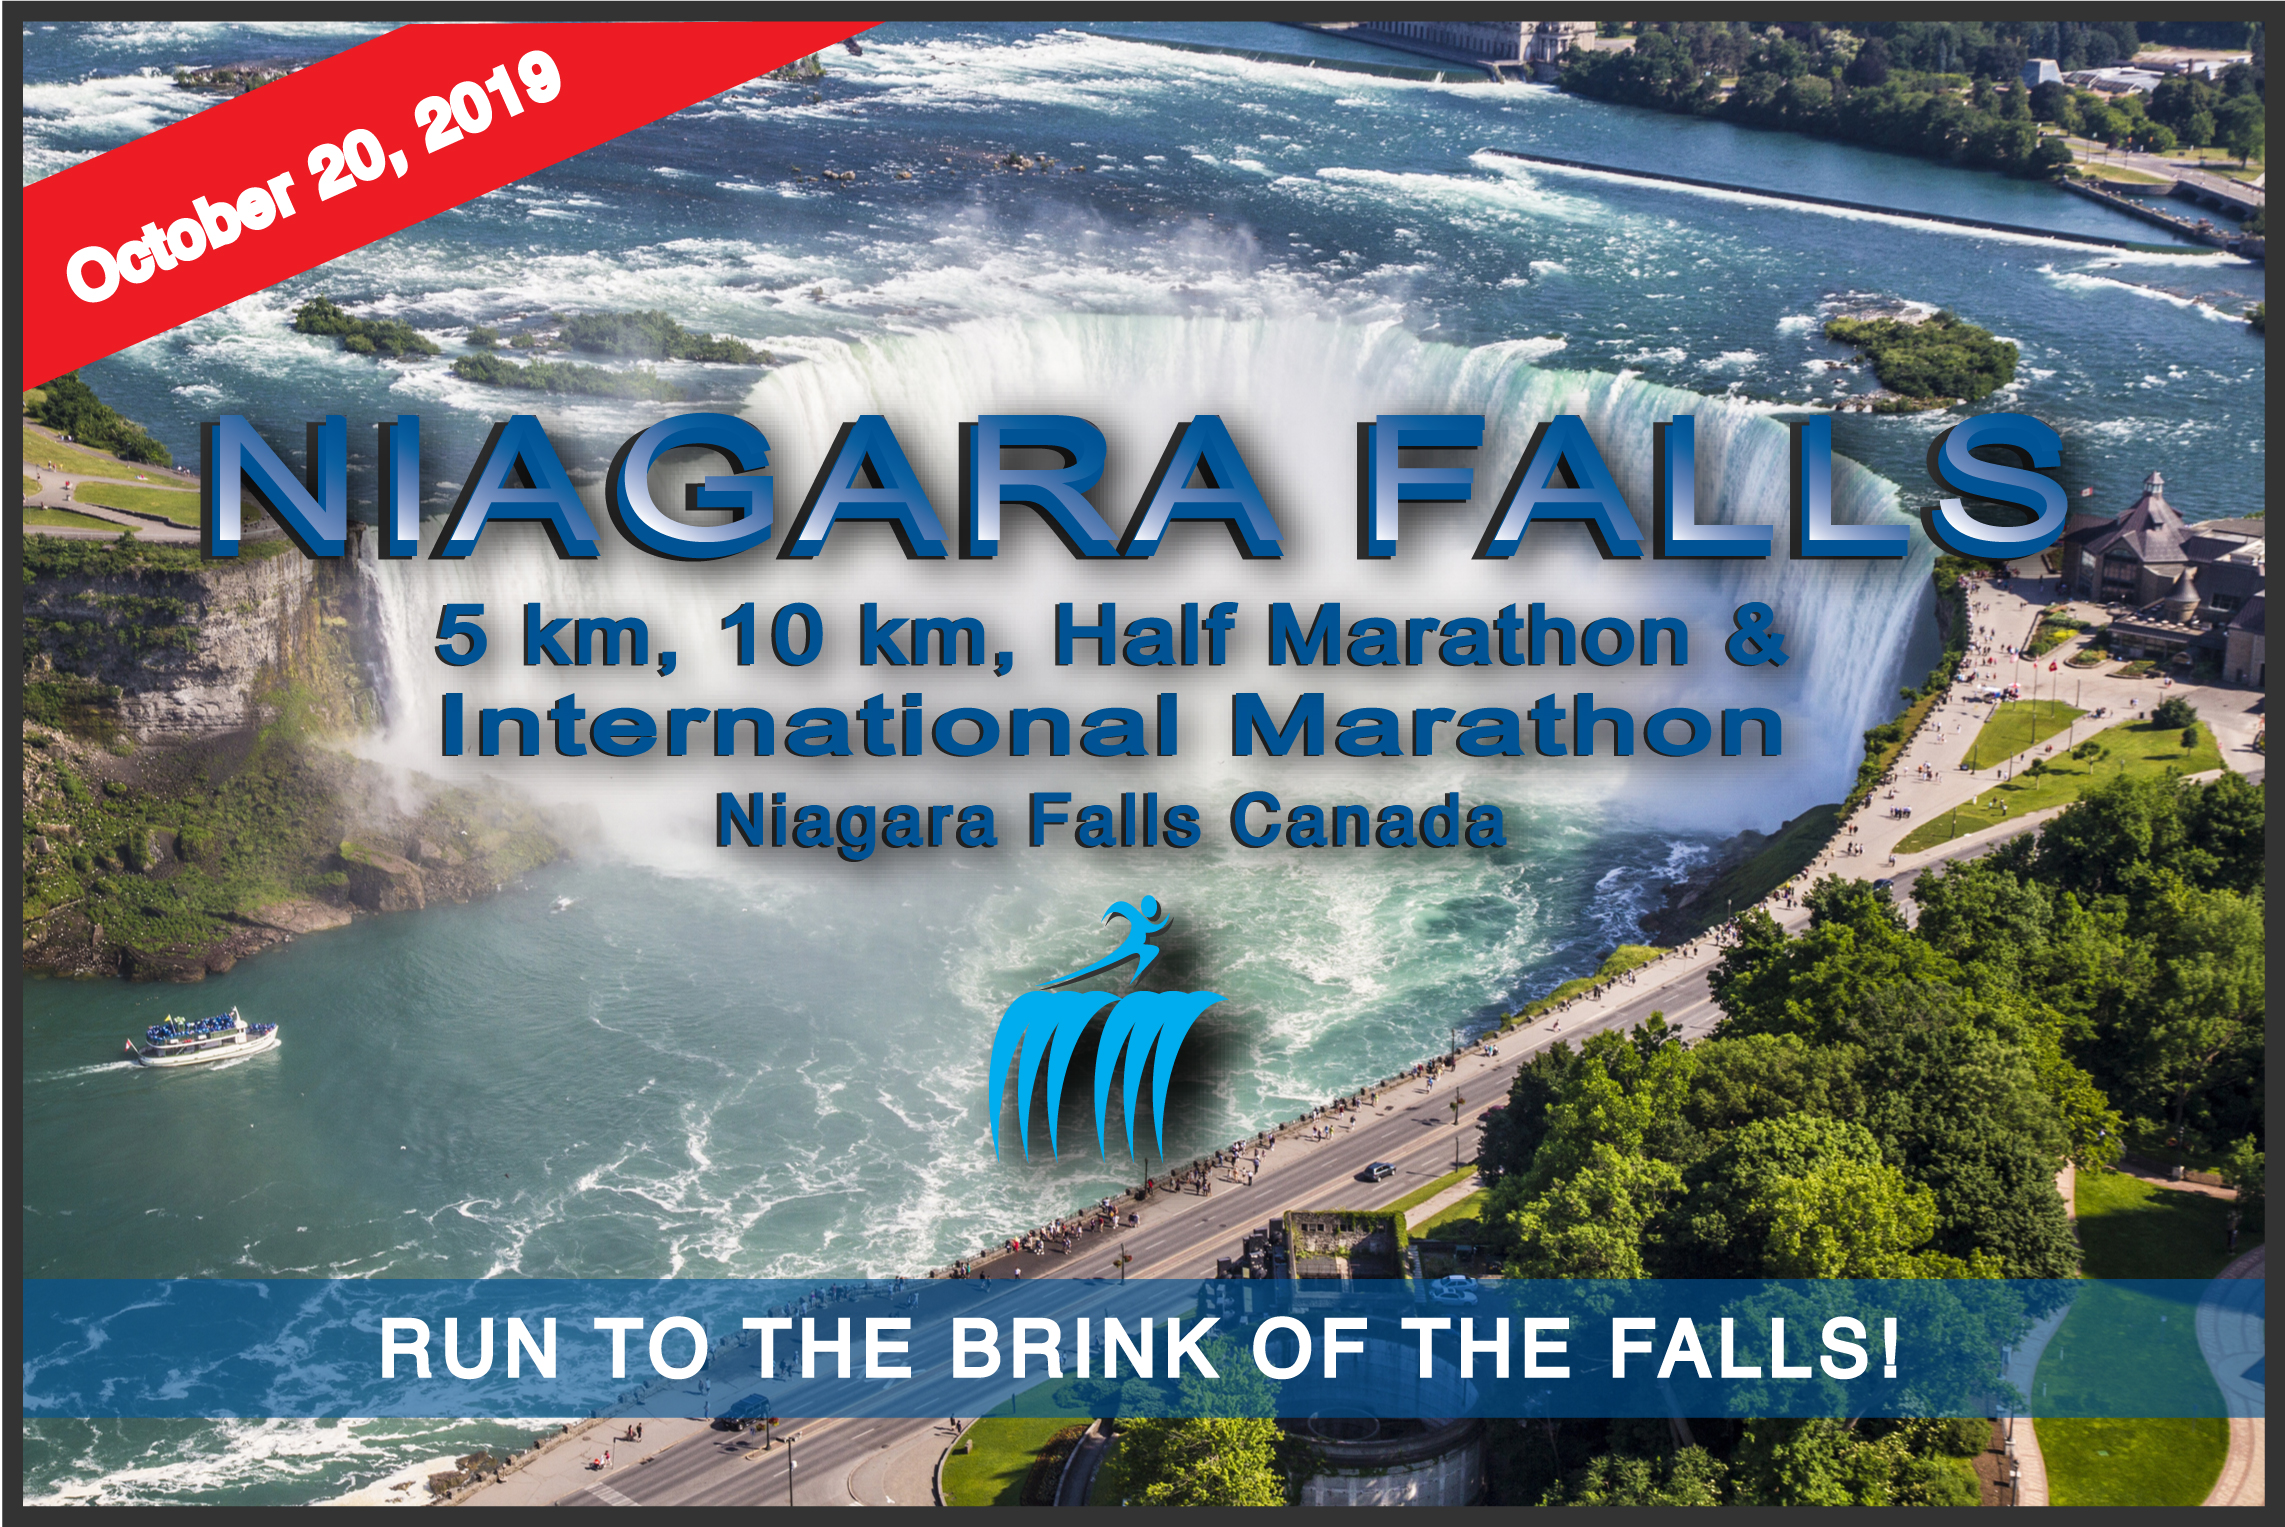 October 20, 2019
NIAGARA FALLS
5 km, 10 km, Half Marathon &
International Marathon
Niagara Falls Canada
RUN TO THE BRINK OF THE FALLS!